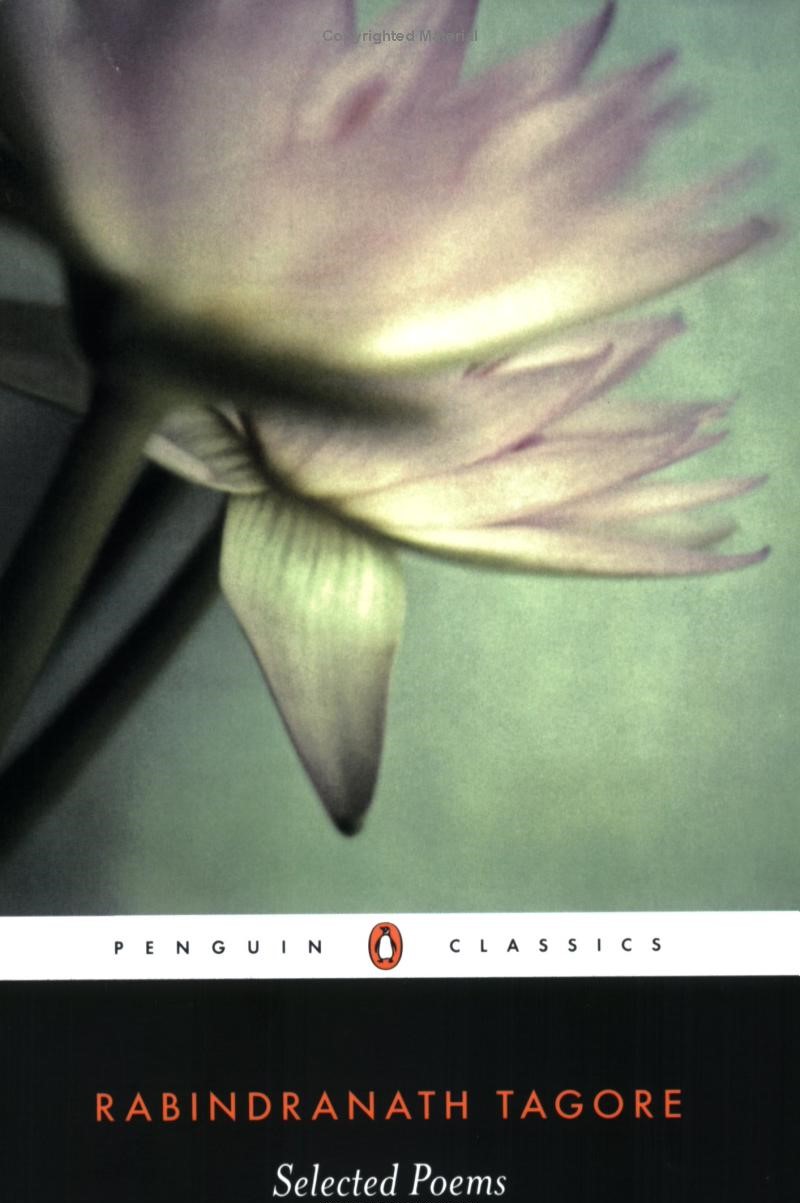 Copyrighted Material
PENGUIN CLASSICS
RABINDRANATH TAGORE
Selected Poems